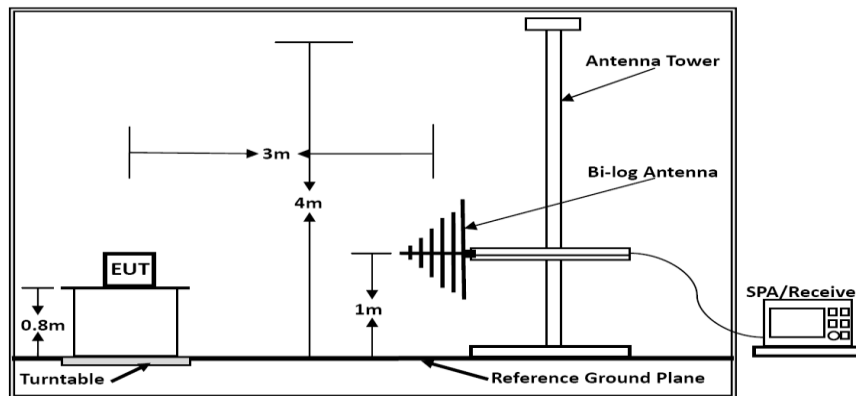 Antenna Tower
3m
Bi-log Antenna
4m
EUT
1m
SPA/Receive
0.8m
Turntable
Reference Ground Plane